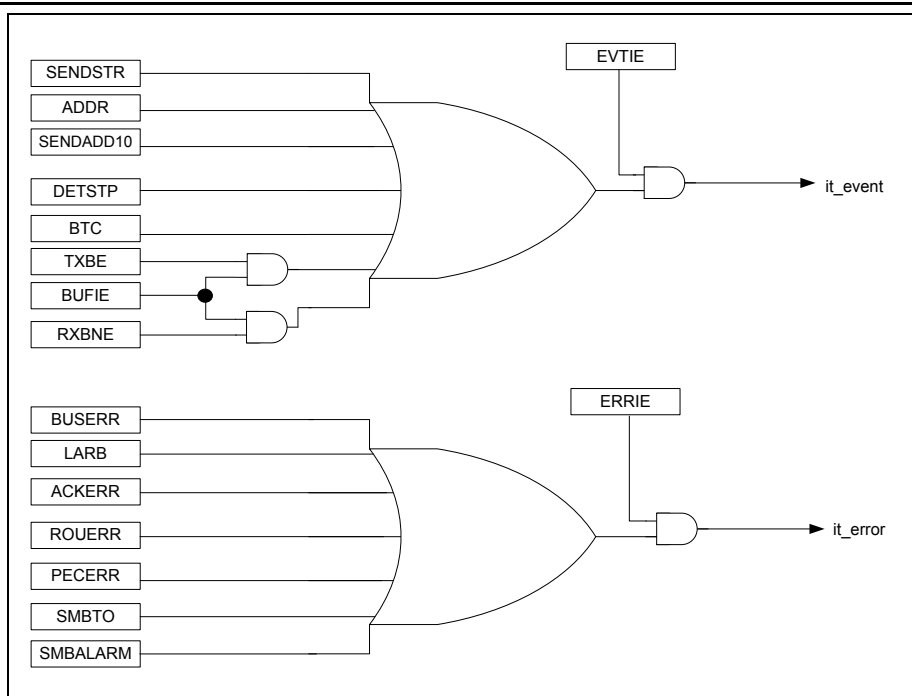 EVTIE
SENDSTR
ADDR
SENDADD10
DETSTP
BTC
TXBE
BUFIE
RXBNE
it_event
ERRIE
BUSERR
LARB
ACKERR
ROUERR
PECERR
SMBTO
SMBALARM
it_error